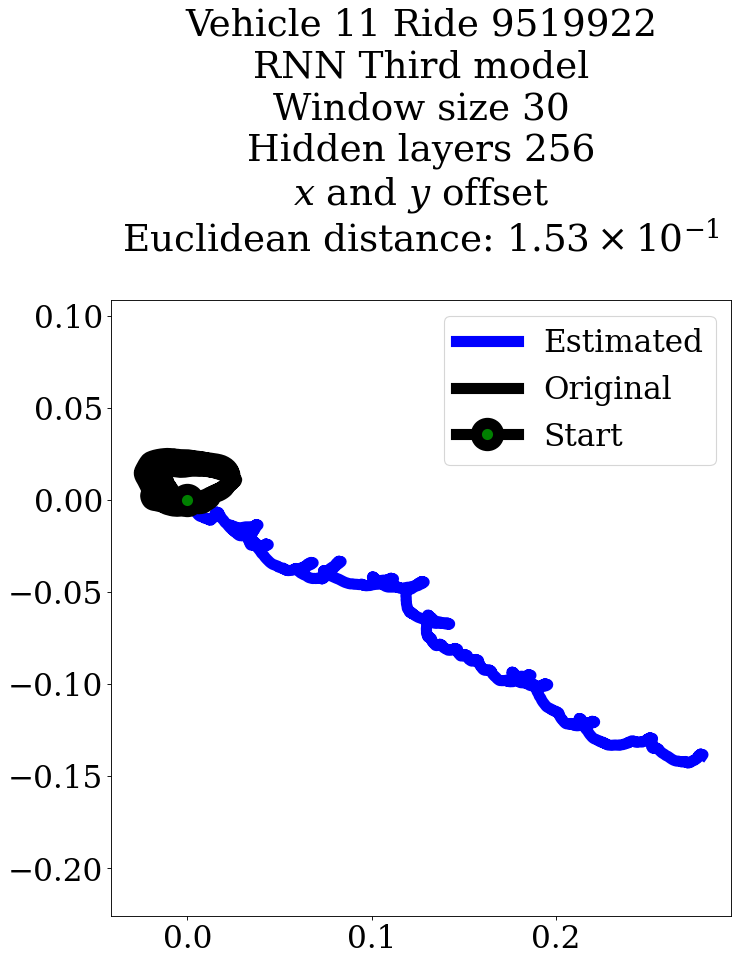 Vehicle 11 Ride 9519922
RNN Third model
Window size 30
Hidden layers 256
x and y offset
Euclidean distance: 1.53 × 10⁻¹
Estimated
Original
Start
0.10
0.05
0.00
−0.05
−0.10
−0.15
−0.20
0.0 0.1 0.2